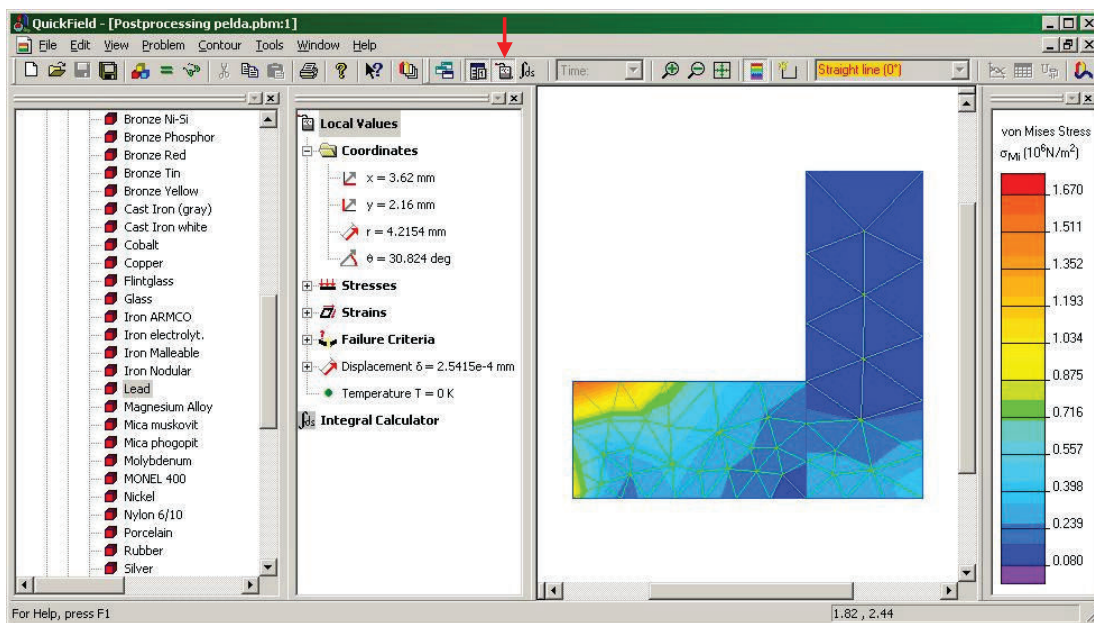 QuickField - [Postprocessing pelda.pbm:1]
File Edit View Problem Contour Tools Window Help
Time: Straight line (0°)
Bronze Ni-Si
Bronze Phosphor
Bronze Red
Bronze Tin
Bronze Yellow
Cast Iron (gray)
Cast Iron white
Cobalt
Copper
Flintglass
Glass
Iron ARMCO
Iron electrolyt.
Iron Malleable
Iron Nodular
Lead
Magnesium Alloy
Mica muskovit
Mica phogopit
Molybdenum
MONEL 400
Nickel
Nylon 6/10
Porcelain
Rubber
Silver
Local Values
Coordinates
x = 3.62 mm
y = 2.16 mm
r = 4.2154 mm
θ = 30.824 deg
Stresses
Strains
Failure Criteria
Displacement δ = 2.5415e-4 mm
Temperature T = 0 K
Integral Calculator
von Mises Stress
σMi (10⁶N/m²)
1.670
1.511
1.352
1.193
1.034
0.875
0.716
0.557
0.398
0.239
0.080
For Help, press F1
1.82 , 2.44